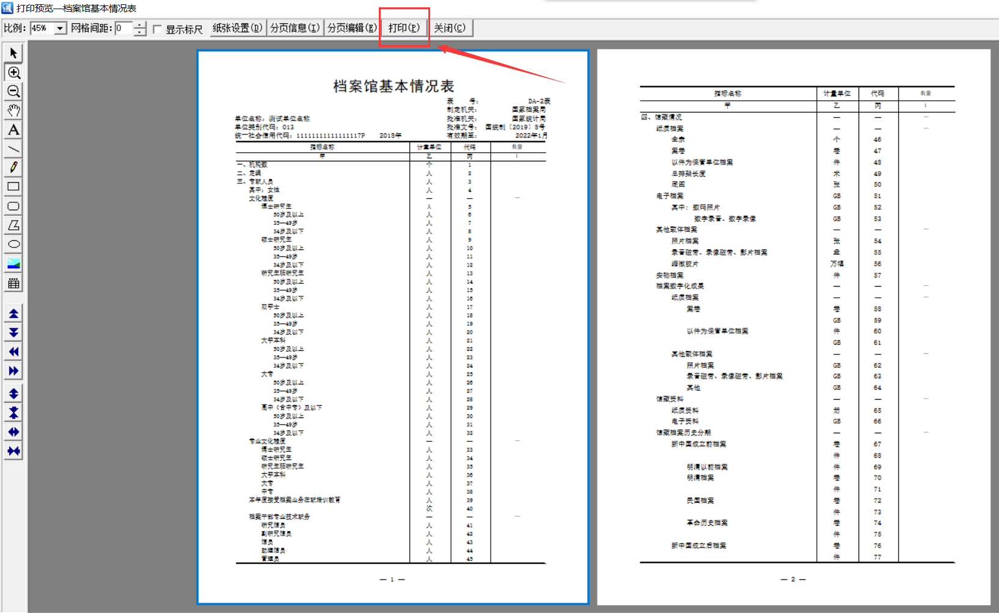 打印预览—档案馆基本情况表
比例: 45% 网格间距: 0 显示标尺 纸张设置(D) 分页信息(I) 分页编辑(E) 打印(P) 关闭(C)
档案馆基本情况表
表 号: DA-2表
制定机关: 国家档案局
单位名称: 测试单位名称 批准机关: 国家统计局
单位类别代码: 013 批准文号: 国统制〔2019〕8号
统一社会信用代码: 11111111111111117P 2018年 有效期至: 2022年1月
指标名称 计量单位 代码 数量
甲 乙 丙 1
一、机构数 个 1
二、定编 人 2
三、专职人员 人 3
其中: 女性 人 4
文化程度 — — —
博士研究生 人 5
50岁及以上 人 6
35—49岁 人 7
34岁及以下 人 8
硕士研究生 人 9
50岁及以上 人 10
35—49岁 人 11
34岁及以下 人 12
研究生班研究生 人 13
50岁及以上 人 14
35—49岁 人 15
34岁及以下 人 16
双学士 人 17
50岁及以上 人 18
35—49岁 人 19
34岁及以下 人 20
大学本科 人 21
50岁及以上 人 22
35—49岁 人 23
34岁及以下 人 24
大专 人 25
50岁及以上 人 26
35—49岁 人 27
34岁及以下 人 28
高中（含中专）及以下 人 29
50岁及以上 人 30
35—49岁 人 31
34岁及以下 人 32
专业文化程度 — — —
博士研究生 人 33
硕士研究生 人 34
研究生班研究生 人 35
大学本科 人 36
大专 人 37
中专 人 38
本年度接受档案业务在职培训教育 人 39
次 40
档案干部专业技术职务 — — —
研究馆员 人 41
副研究馆员 人 42
馆员 人 43
助理馆员 人 44
管理员 人 45
— 1 —
指标名称 计量单位 代码 数量
甲 乙 丙 1
四、馆藏情况 — — —
纸质档案 — — —
全宗 个 46
案卷 卷 47
以件为保管单位档案 件 48
总排架长度 米 49
底图 张 50
电子档案 GB 51
其中: 数码照片 GB 52
数字录音、数字录像 GB 53
其他载体档案 — — —
照片档案 张 54
录音磁带、录像磁带、影片档案 盘 55
缩微胶片 万幅 56
实物档案 件 57
档案数字化成果 — — —
纸质档案 — — —
案卷 卷 58
GB 59
以件为保管单位档案 件 60
GB 61
其他载体档案 — — —
照片档案 GB 62
录音磁带、录像磁带、影片档案 GB 63
其他 GB 64
馆藏资料 — — —
纸质资料 册 65
电子资料 GB 66
馆藏档案历史分期 — — —
新中国成立前档案 卷 67
件 68
明清以前档案 件 69
明清档案 卷 70
件 71
民国档案 卷 72
件 73
革命历史档案 卷 74
件 75
新中国成立后档案 卷 76
件 77
— 2 —